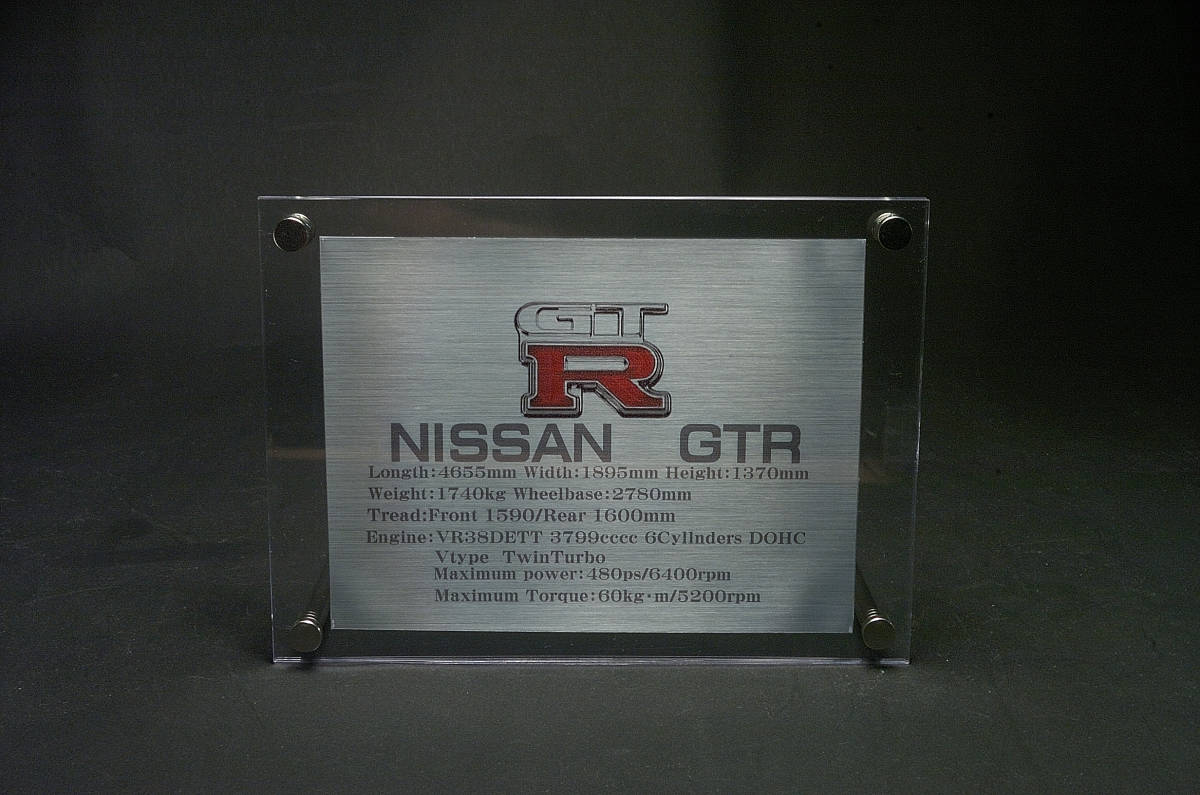 GT
R
NISSAN GTR
Length:4655mm Width:1895mm Height:1370mm
Weight:1740kg Wheelbase:2780mm
Tread:Front 1590/Rear 1600mm
Engine:VR38DETT 3799cccc 6Cyllnders DOHC
Vtype TwinTurbo
Maximum power:480ps/6400rpm
Maximum Torque:60kg·m/5200rpm